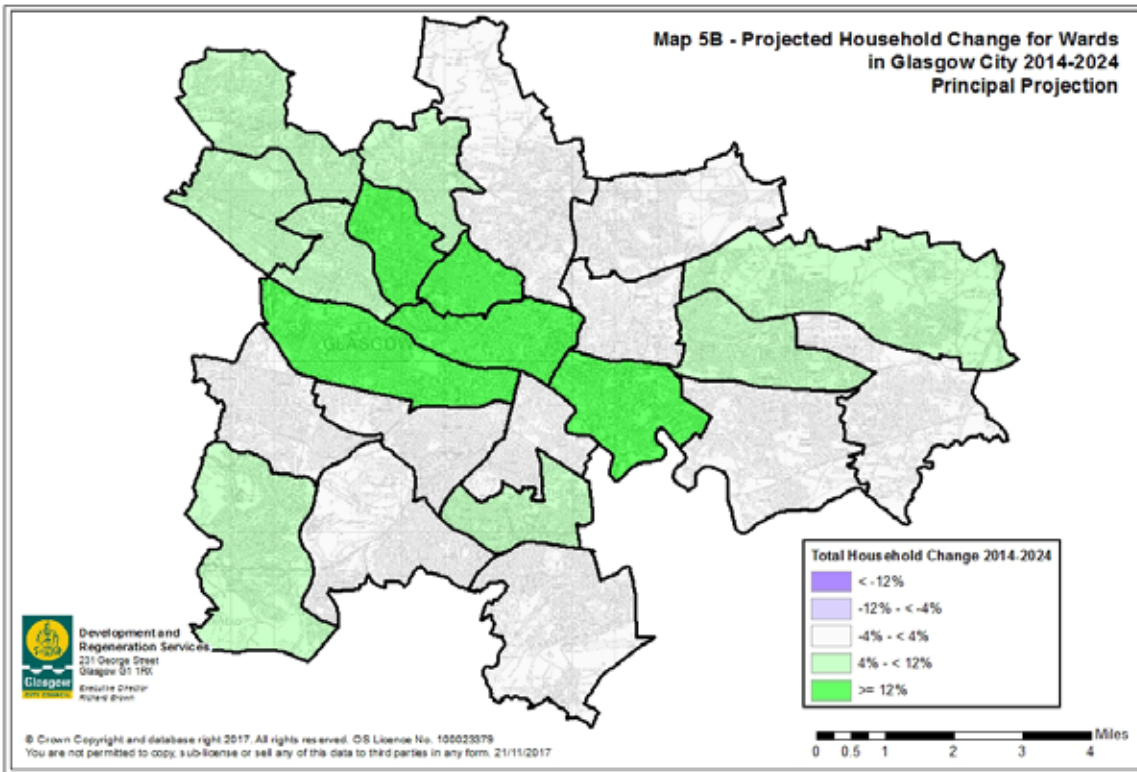 Map 5B - Projected Household Change for Wards
in Glasgow City 2014-2024
Principal Projection
GLASGOW
Total Household Change 2014-2024
< -12%
-12% - < -4%
-4% - < 4%
4% - < 12%
>= 12%
Development and
Regeneration Services
231 George Street
Glasgow G1 1RX
Executive Director
Richard Brown
Glasgow
CITY COUNCIL
Miles
0 0.5 1 2 3 4
© Crown Copyright and database right 2017. All rights reserved. OS Licence No. 100023379
You are not permitted to copy, sub-license or sell any of this data to third parties in any form. 21/11/2017